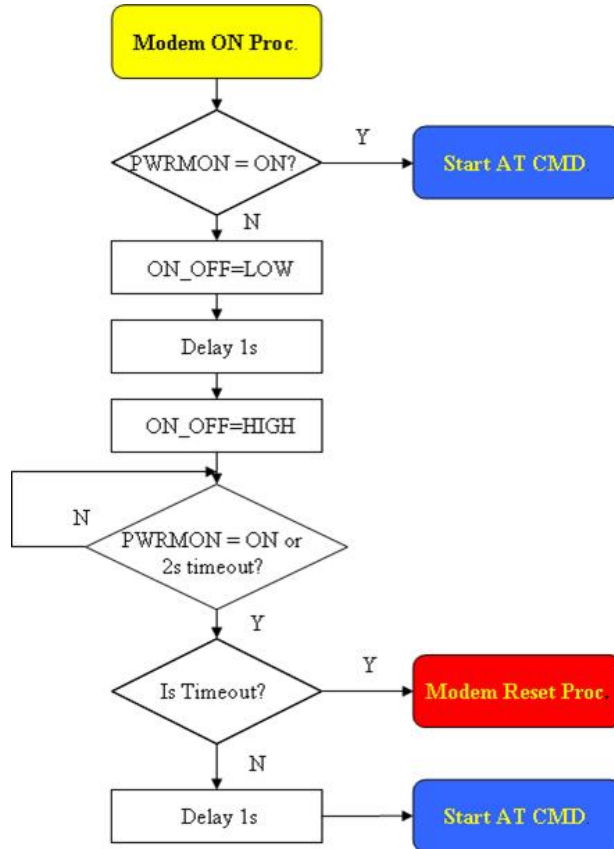 Modem ON Proc.
PWRMON = ON?
Y
Start AT CMD.
N
ON_OFF=LOW
Delay 1s
ON_OFF=HIGH
N
PWRMON = ON or
2s timeout?
Y
Is Timeout?
Y
Modem Reset Proc.
N
Delay 1s
Start AT CMD.